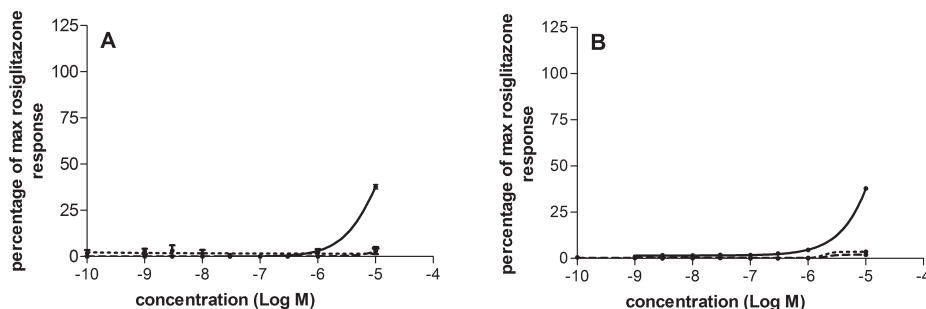 A
percentage of max rosiglitazone
response
125
100
75
50
25
0
-10 -9 -8 -7 -6 -5 -4
concentration (Log M)
B
percentage of max rosiglitazone
response
125
100
75
50
25
0
-10 -9 -8 -7 -6 -5 -4
concentration (Log M)